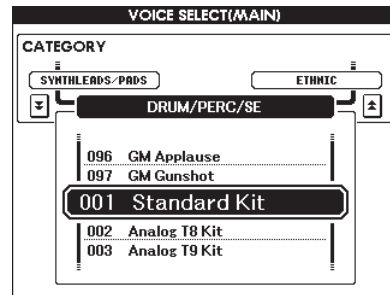 VOICE SELECT(MAIN)
CATEGORY
SYNTHLEADS/PADS ETHNIC
DRUM/PERC/SE
096 GM Applause
097 GM Gunshot
001 Standard Kit
002 Analog T8 Kit
003 Analog T9 Kit